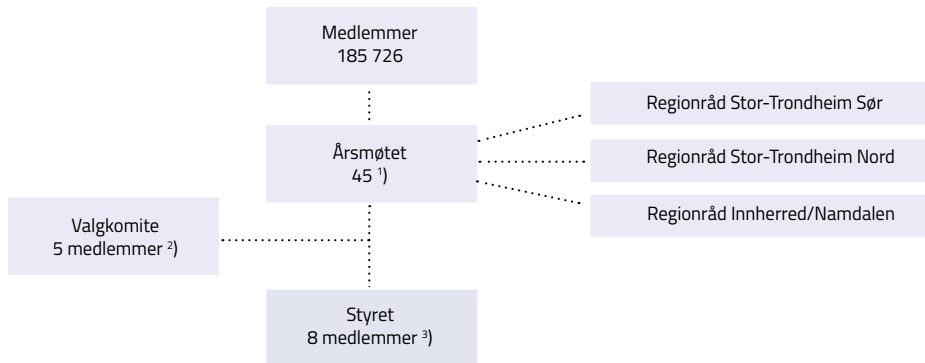 Medlemmer
185 726
Årsmøtet
45 ¹)
Regionråd Stor-Trondheim Sør
Regionråd Stor-Trondheim Nord
Regionråd Innherred/Namdalen
Valgkomite
5 medlemmer ²)
Styret
8 medlemmer ³)